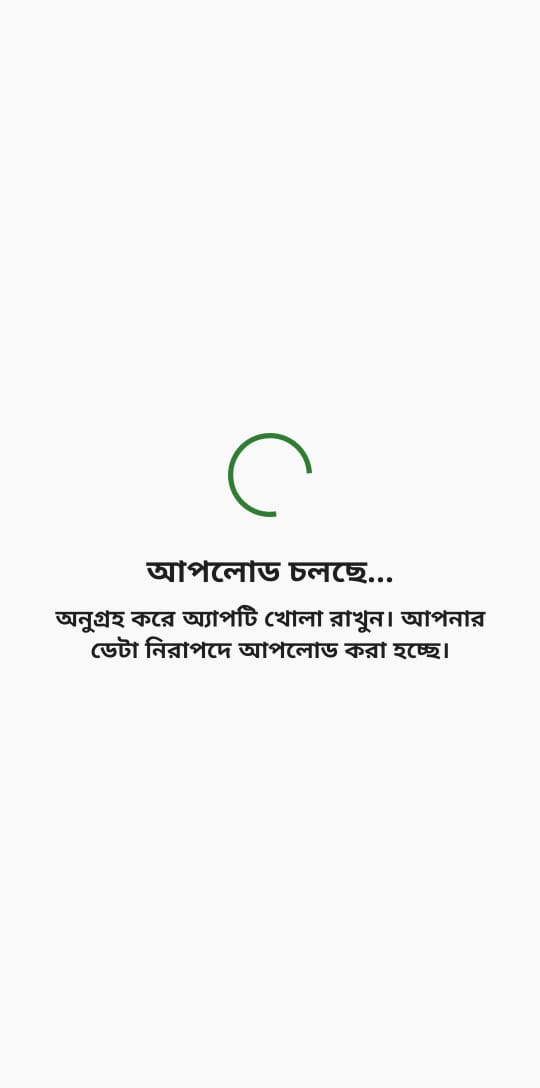 আপলোড চলছে...
অনুগ্রহ করে অ্যাপটি খোলা রাখুন। আপনার
ডেটা নিরাপদে আপলোড করা হচ্ছে।